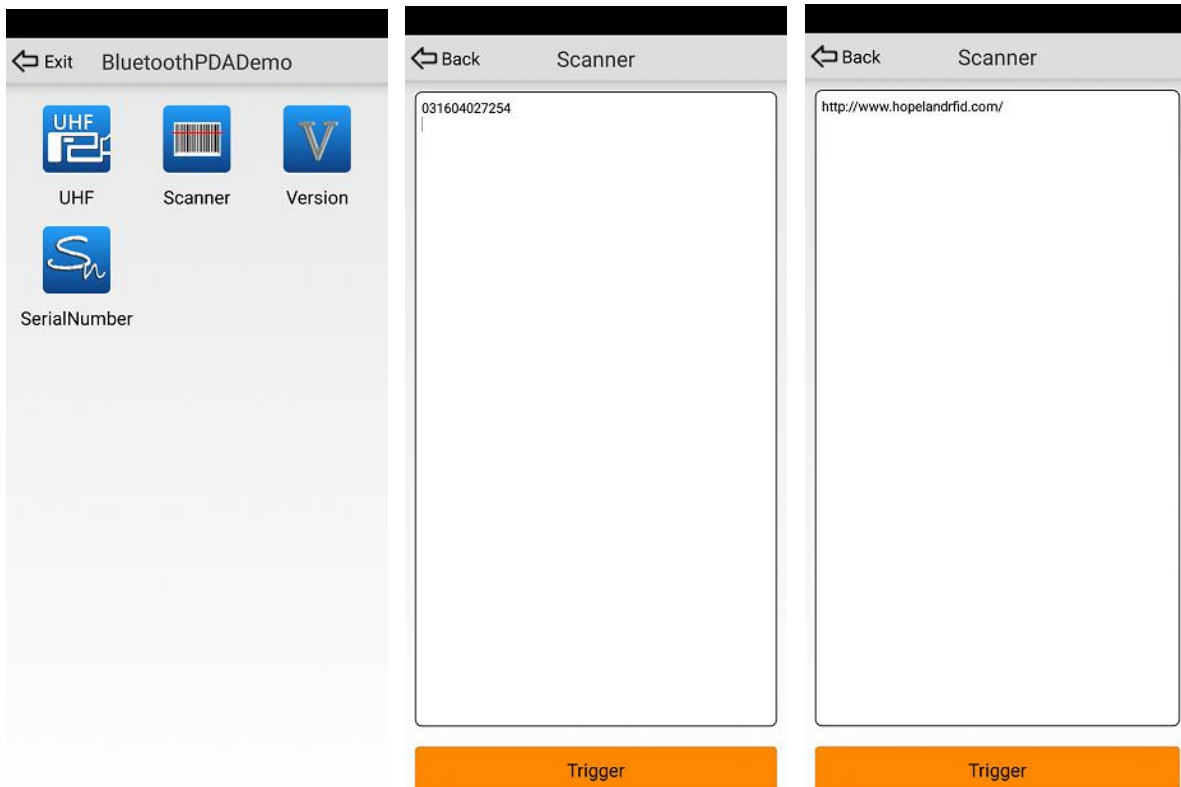 Exit BluetoothPDADemo
UHF
UHF Scanner Version
SerialNumber
Back Scanner
031604027254
Trigger
Back Scanner
http://www.hopelandrfid.com/
Trigger